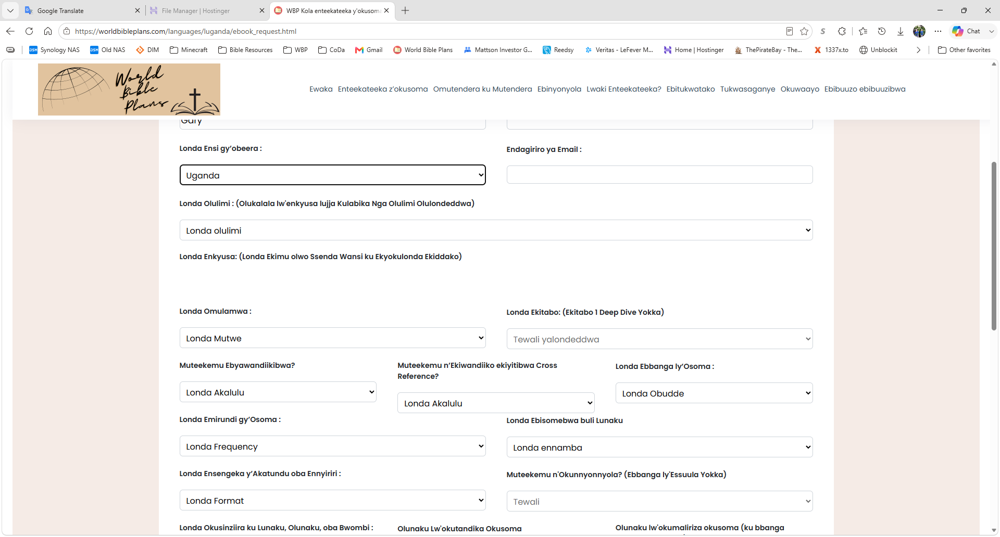 Google Translate
File Manager | Hostinger
WBP Kola enteekateeka y'okusoma
https://worldbibleplans.com/languages/luganda/ebook_request.html
Chat
Synology NAS
Old NAS
DIM
Minecraft
Bible Resources
WBP
CoDa
Gmail
World Bible Plans
Mattson Investor G...
Reedsy
Veritas - LeFever M...
Home | Hostinger
ThePirateBay - The...
1337x.to
Unblockit
Other favorites
World
Bible
Plans
Ewaka Enteekateeka z’okusoma Omutendera ku Mutendera Ebinyonyola Lwaki Enteekateeka? Ebitukwatako Tukwasaganye Okuwaayo Ebibuuzo ebibuuzibwa
Gary
Londa Ensi gy’obeera :
Endagiriro ya Email :
Uganda
Londa Olulimi : (Olukalala lw'enkyusa lujja Kulabika Nga Olulimi Olulondeddwa)
Londa olulimi
Londa Enkyusa: (Londa Ekimu olwo Ssenda Wansi ku Ekyokulonda Ekiddako)
Londa Omulamwa :
Londa Ekitabo: (Ekitabo 1 Deep Dive Yokka)
Londa Mutwe
Tewali yalondeddwa
Muteekemu Ebyawandiikibwa?
Muteekemu n’Ekiwandiiko ekiyitibwa Cross
Reference?
Londa Ebbanga ly’Osoma :
Londa Akalulu
Londa Akalulu
Londa Obudde
Londa Emirundi gy’Osoma :
Londa Ebisomebwa buli Lunaku
Londa Frequency
Londa ennamba
Londa Ensengeka y’Akatundu oba Ennyiriri :
Muteekemu n'Okunnyonnyola? (Ebbanga ly'Essuula Yokka)
Londa Format
Tewali
Londa Okusinziira ku Lunaku, Olunaku, oba Bwombi :
Olunaku Lw'okutandika Okusoma
Olunaku lw'okumaliriza okusoma (ku bbanga